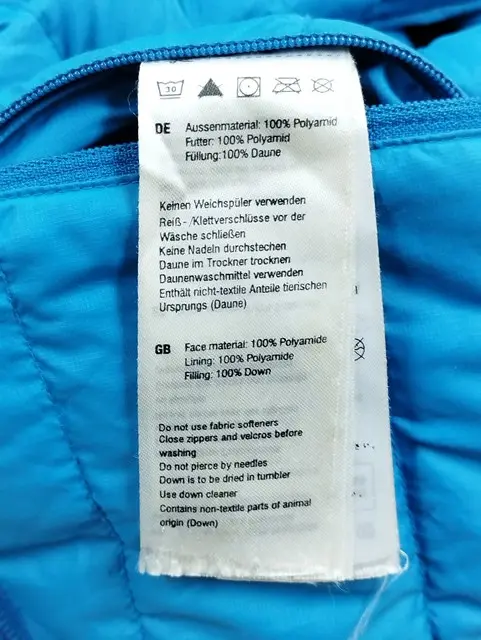 30
DE Aussenmaterial: 100% Polyamid
Futter: 100% Polyamid
Füllung:100% Daune
Keinen Weichspüler verwenden
Reiß- /Klettverschlüsse vor der
Wäsche schließen
Keine Nadeln durchstechen
Daune im Trockner trocknen
Daunenwaschmittel verwenden
Enthält nicht-textile Anteile tierischen
Ursprungs (Daune)
GB Face material: 100% Polyamide
Lining: 100% Polyamide
Filling: 100% Down
Do not use fabric softeners
Close zippers and velcros before
washing
Do not pierce by needles
Down is to be dried in tumbler
Use down cleaner
Contains non-textile parts of animal
origin (Down)